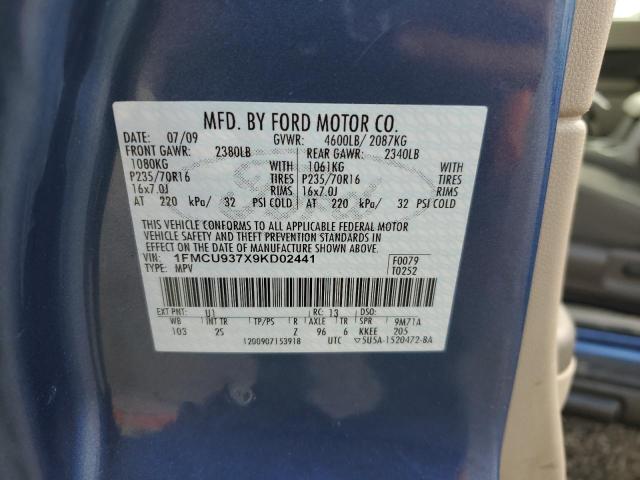 MFD. BY FORD MOTOR CO.
DATE: 07/09 GVWR: 4600LB/ 2087KG
FRONT GAWR: 2380LB REAR GAWR: 2340LB
1080KG WITH 1061KG WITH
P235/70R16 TIRES P235/70R16 TIRES
16x7.0J RIMS 16x7.0J RIMS
AT 220 kPa/ 32 PSI COLD AT 220 kPa/ 32 PSI COLD
THIS VEHICLE CONFORMS TO ALL APPLICABLE FEDERAL MOTOR
VEHICLE SAFETY AND THEFT PREVENTION STANDARDS IN
EFFECT ON THE DATE OF MANUFACTURE SHOWN ABOVE.
VIN: 1FMCU937X9KD02441 F0079
TYPE: MPV T0252
EXT PNT: U1 RC: 13 DSO:
WB INT TR TP/PS R AXLE TR SPR 9M71A
103 25 Z 96 6 KKEE 205
1200907153918 UTC ▽5U5A-1520472-BA